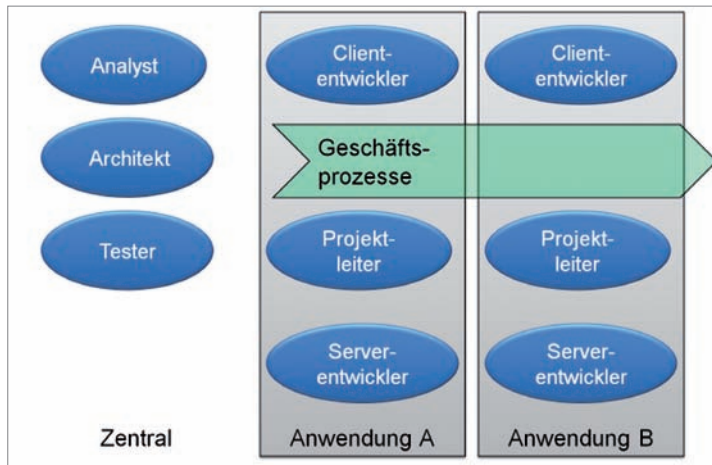 Analyst
Architekt
Tester
Zentral
Client-
entwickler
Geschäfts-
prozesse
Projekt-
leiter
Server-
entwickler
Anwendung A
Client-
entwickler
Projekt-
leiter
Server-
entwickler
Anwendung B